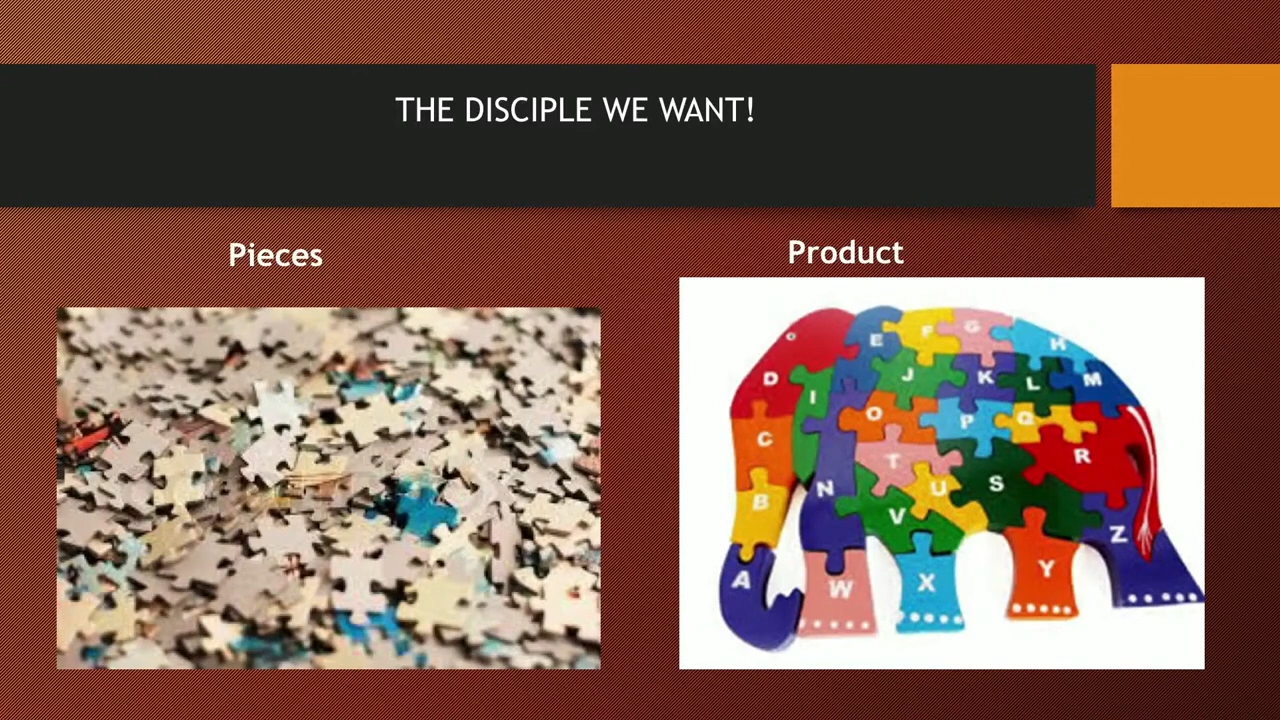 THE DISCIPLE WE WANT!
Pieces
Product
E F G H
D I J K L M
C O P Q R
B N T U S
A V Z
W X Y